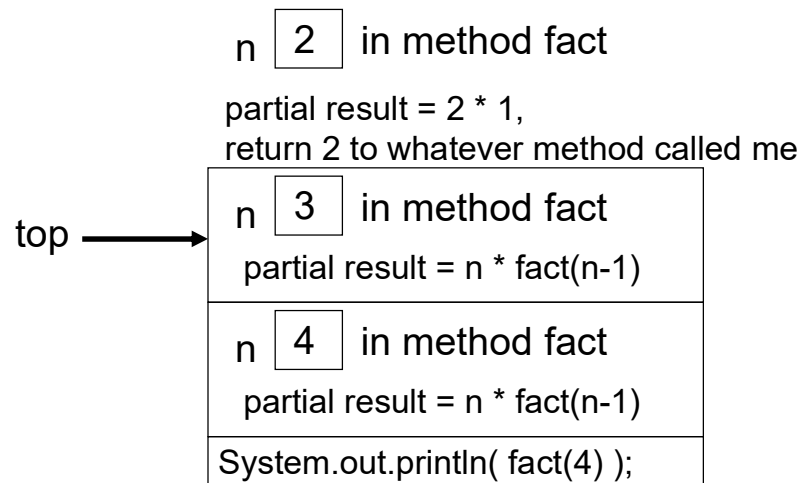 n 2 in method fact
partial result = 2 * 1,
return 2 to whatever method called me
n 3 in method fact
top
partial result = n * fact(n-1)
n 4 in method fact
partial result = n * fact(n-1)
System.out.println( fact(4) );